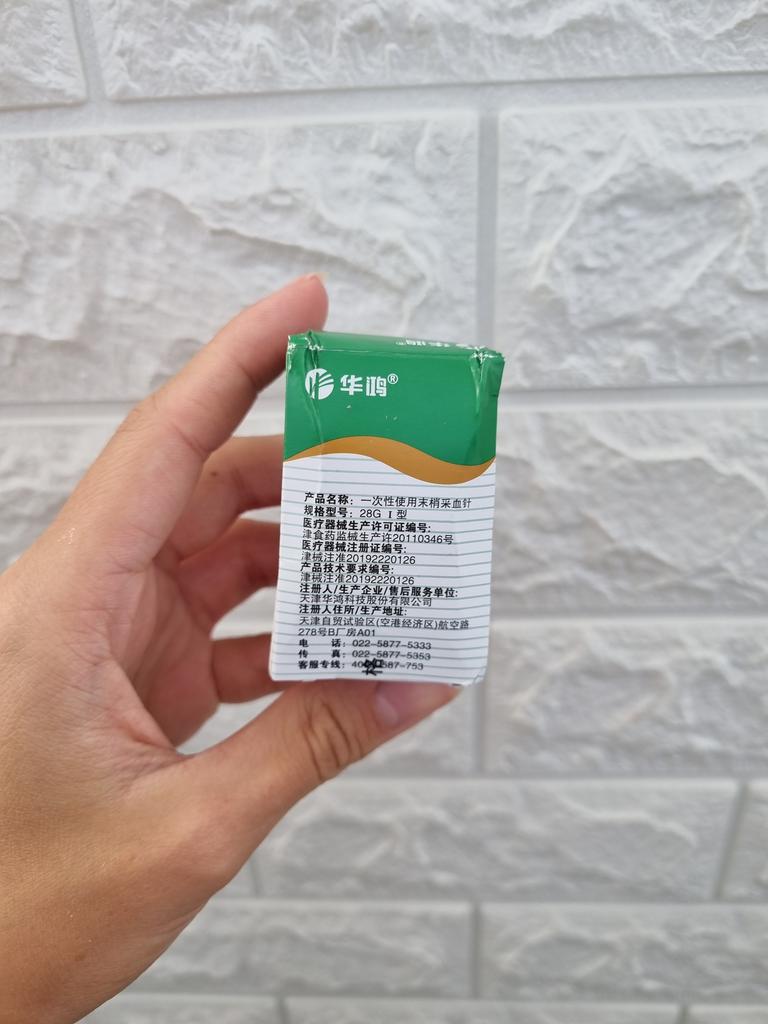 华鸿
华鸿®
产品名称：一次性使用末梢采血针
规格型号：28G I 型
医疗器械生产许可证编号：
津食药监械生产许20110346号
医疗器械注册证编号：
津械注准20192220126
产品技术要求编号：
津械注准20192220126
注册人/生产企业/售后服务单位：
天津华鸿科技股份有限公司
注册人住所/生产地址：
天津自贸试验区(空港经济区)航空路
278号B厂房A01
电 话：022-5877-5333
传 真：022-5877-5353
客服专线：